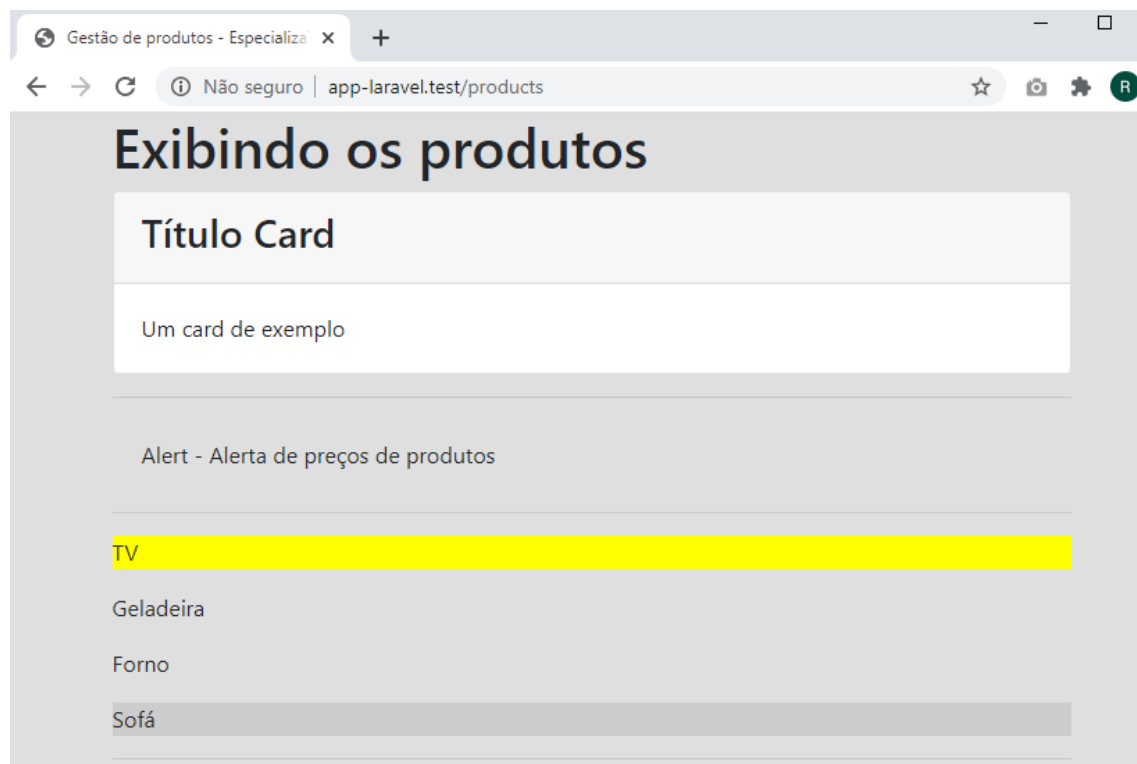 Gestão de produtos - Especializa
Não seguro | app-laravel.test/products
R
Exibindo os produtos
Título Card
Um card de exemplo
Alert - Alerta de preços de produtos
TV
Geladeira
Forno
Sofá